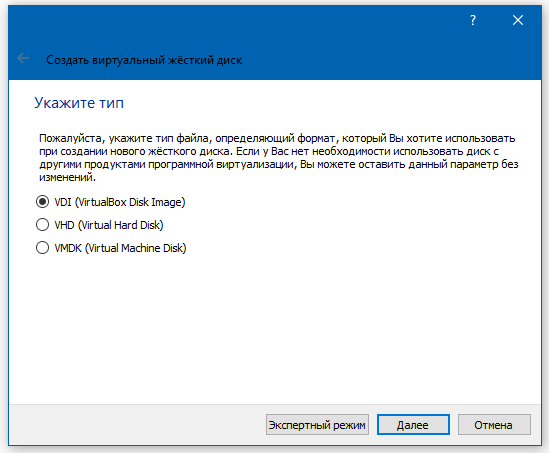 ?
Создать виртуальный жёсткий диск
Укажите тип
Пожалуйста, укажите тип файла, определяющий формат, который Вы хотите использовать
при создании нового жёсткого диска. Если у Вас нет необходимости использовать диск с
другими продуктами программной виртуализации, Вы можете оставить данный параметр без
изменений.
VDI (VirtualBox Disk Image)
VHD (Virtual Hard Disk)
VMDK (Virtual Machine Disk)
Экспертный режим Далее Отмена